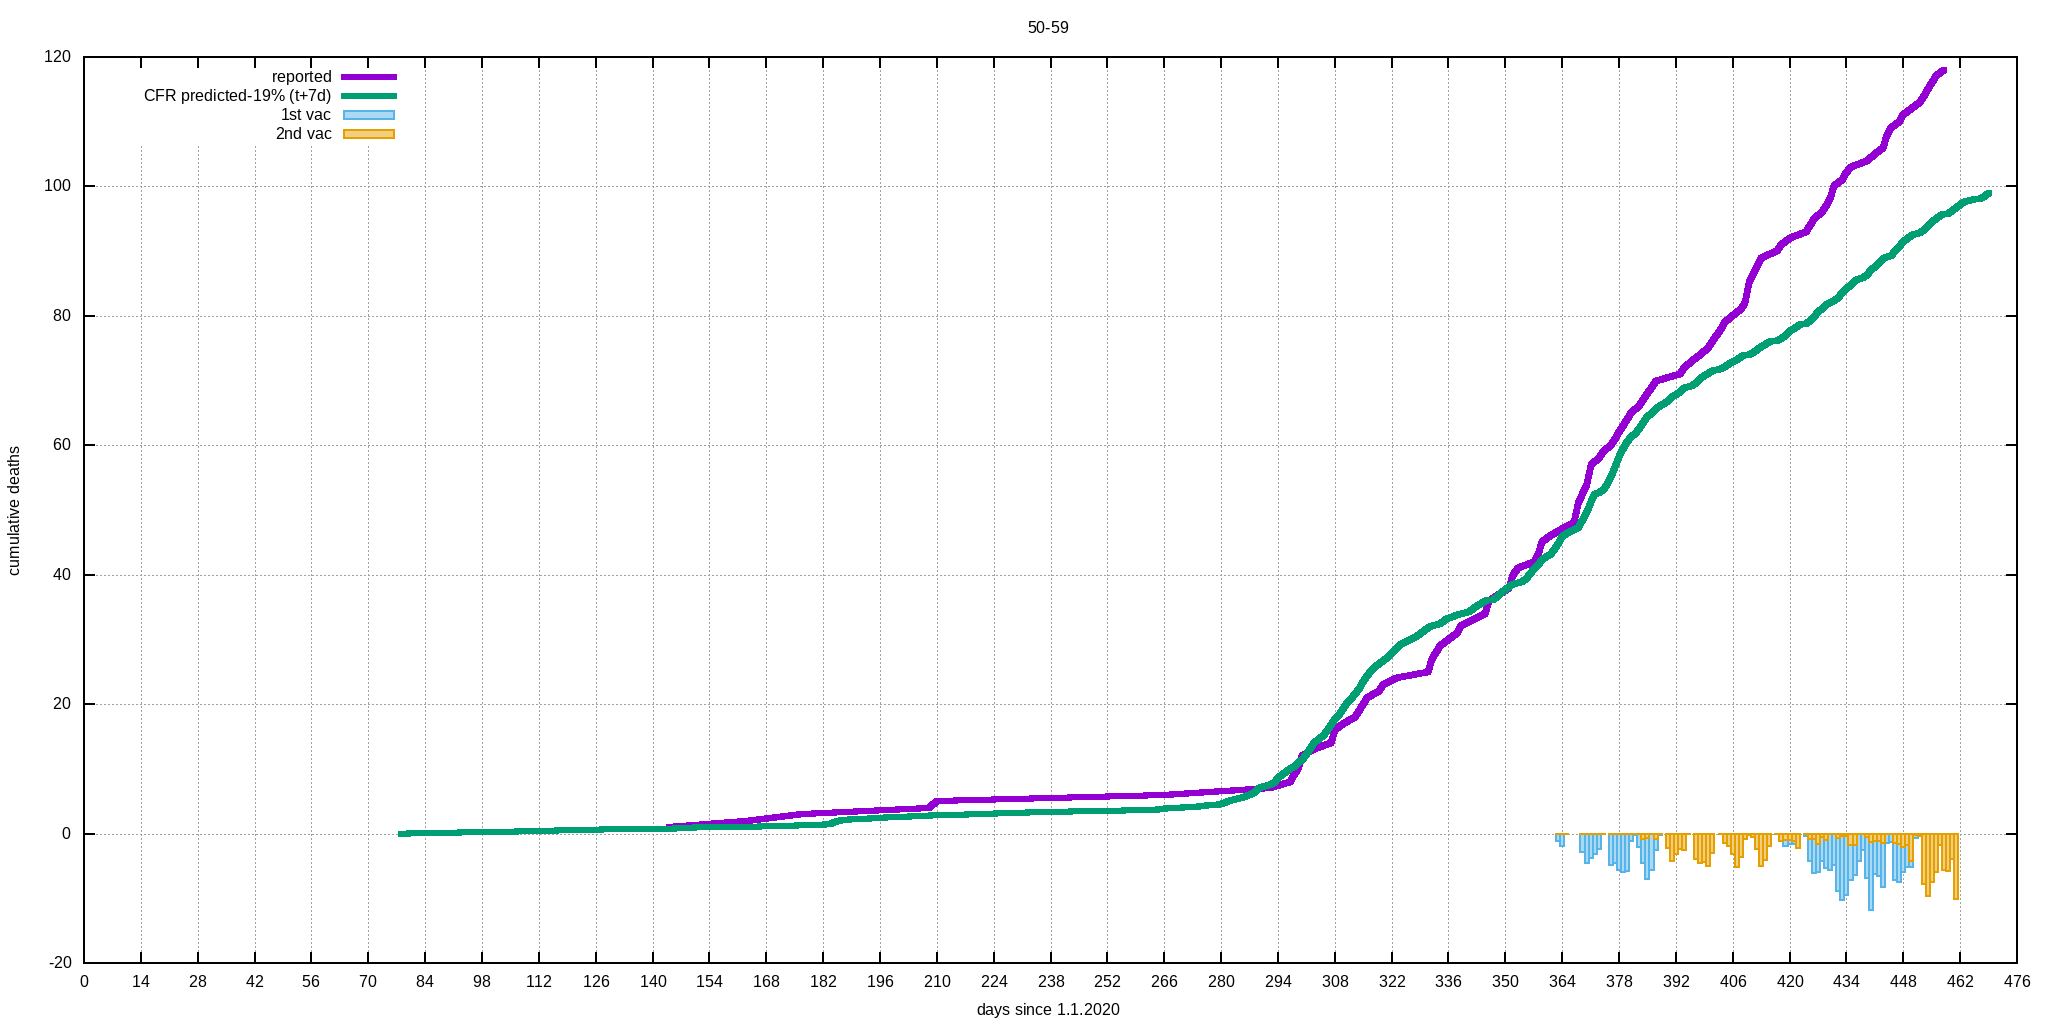 50-59
120
100
80
60
40
20
0
-20
reported
CFR predicted-19% (t+7d)
1st vac
2nd vac
cumulative deaths
0 14 28 42 56 70 84 98 112 126 140 154 168 182 196 210 224 238 252 266 280 294 308 322 336 350 364 378 392 406 420 434 448 462 476
days since 1.1.2020